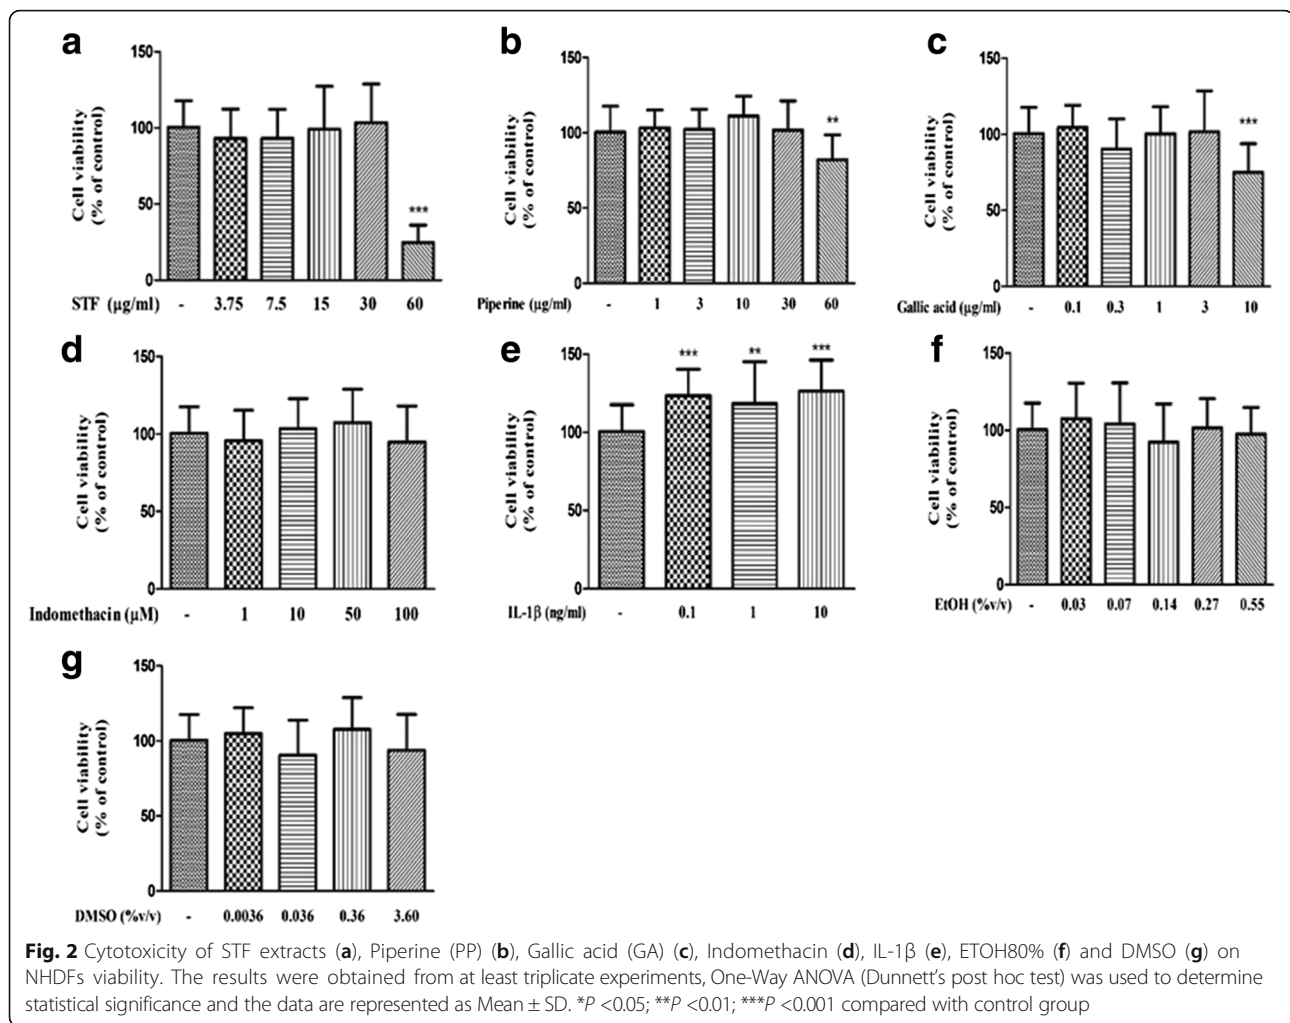 a
150
100
50
0
Cell viability
(% of control)
***
STF (µg/ml) - 3.75 7.5 15 30 60
b
150
100
50
0
Cell viability
(% of control)
**
Piperine (µg/ml) - 1 3 10 30 60
c
150
100
50
0
Cell viability
(% of control)
***
Gallic acid (µg/ml) - 0.1 0.3 1 3 10
d
150
100
50
0
Cell viability
(% of control)
Indomethacin (µM) - 1 10 50 100
e
150
100
50
0
Cell viability
(% of control)
*** ** ***
IL-1β (ng/ml) - 0.1 1 10
f
150
100
50
0
Cell viability
(% of control)
EtOH (%v/v) - 0.03 0.07 0.14 0.27 0.55
g
150
100
50
0
Cell viability
(% of control)
DMSO (%v/v) - 0.0036 0.036 0.36 3.60
Fig. 2 Cytotoxicity of STF extracts (a), Piperine (PP) (b), Gallic acid (GA) (c), Indomethacin (d), IL-1β (e), ETOH80% (f) and DMSO (g) on
NHDFs viability. The results were obtained from at least triplicate experiments, One-Way ANOVA (Dunnett's post hoc test) was used to determine
statistical significance and the data are represented as Mean ± SD. *P <0.05; **P <0.01; ***P <0.001 compared with control group